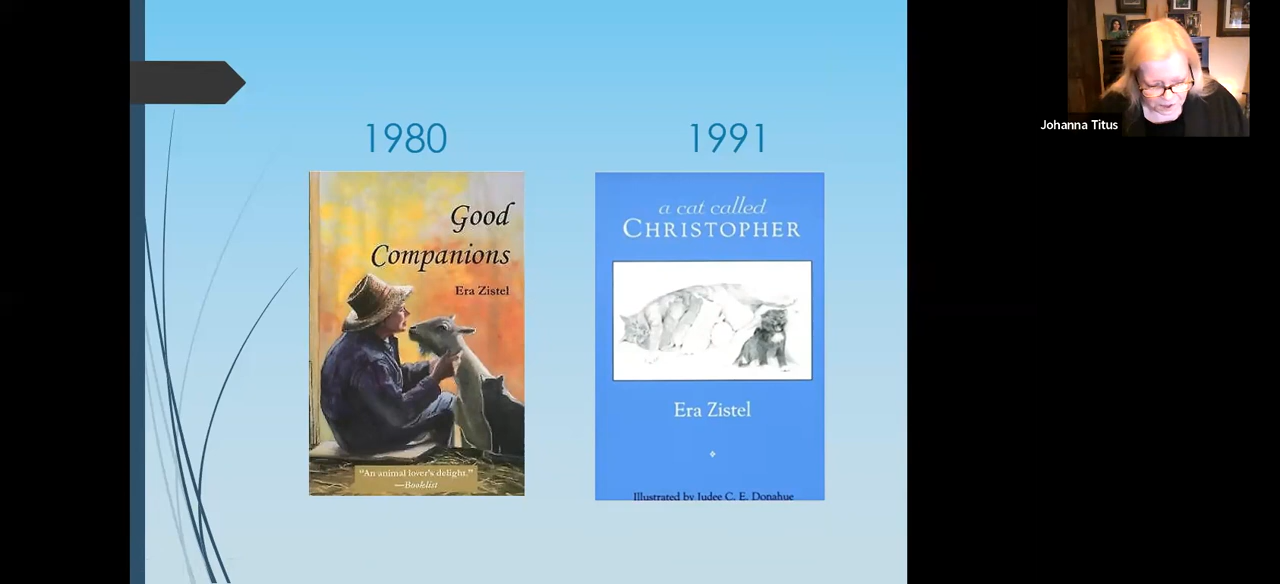 1980
1991
Good
Companions
Era Zistel
"An animal lover's delight."
—Booklist
a cat called
CHRISTOPHER
Era Zistel
Illustrated by Judee C. E. Donahue
Johanna Titus